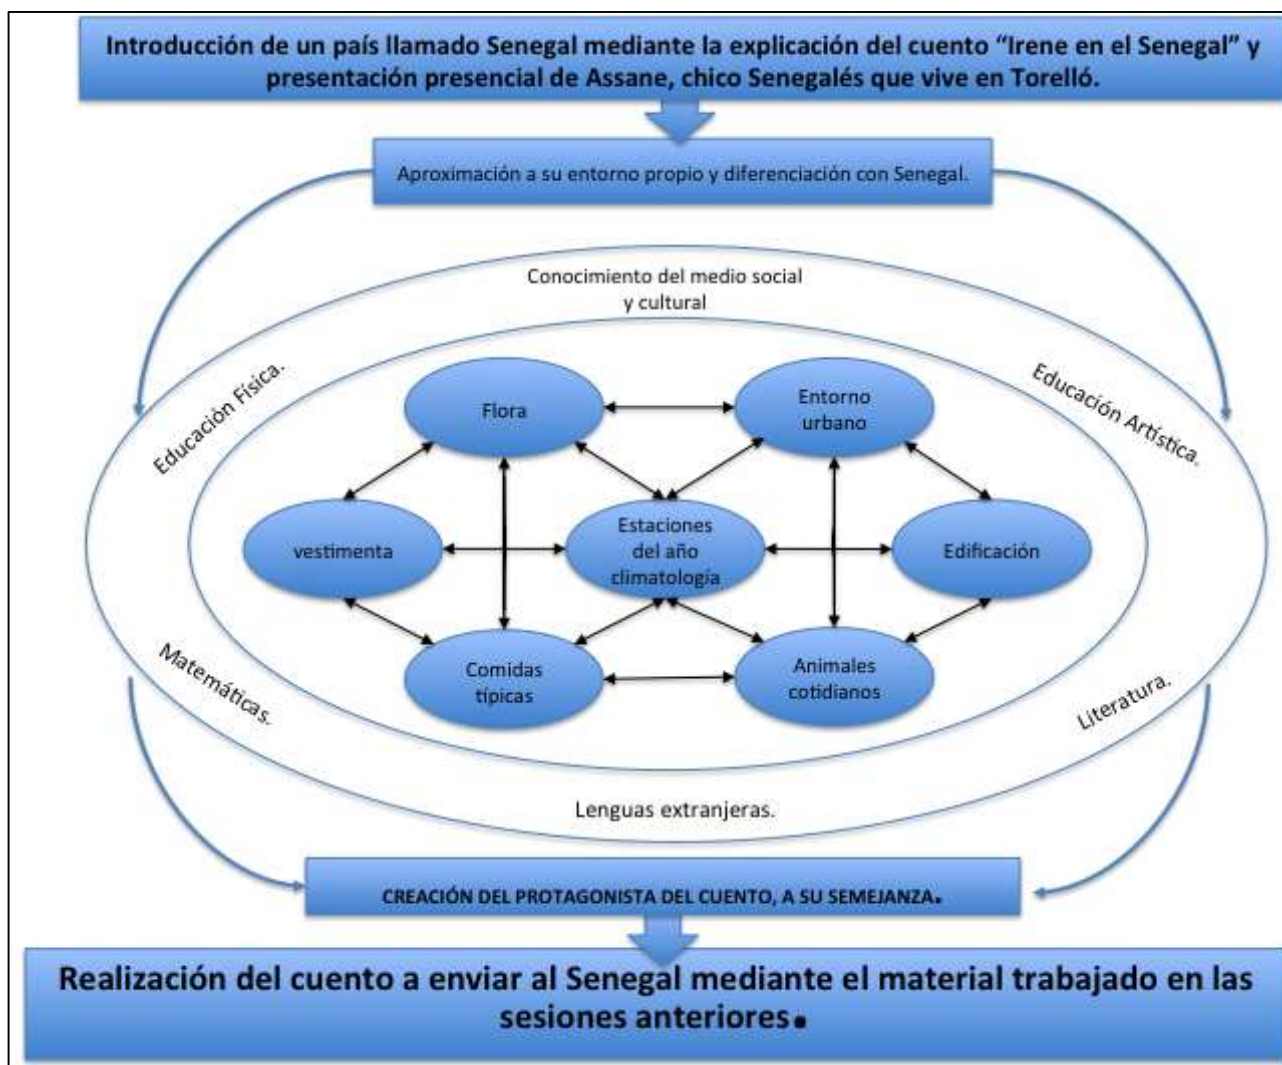 Introducción de un país llamado Senegal mediante la explicación del cuento “Irene en el Senegal” y
presentación presencial de Assane, chico Senegalés que vive en Torelló.
Aproximación a su entorno propio y diferenciación con Senegal.
Conocimiento del medio social
y cultural
Educación Física.
Educación Artística.
Flora
Entorno
urbano
vestimenta
Estaciones
del año
climatología
Edificación
Comidas
típicas
Animales
cotidianos
Matemáticas.
Literatura.
Lenguas extranjeras.
CREACIÓN DEL PROTAGONISTA DEL CUENTO, A SU SEMEJANZA.
Realización del cuento a enviar al Senegal mediante el material trabajado en las
sesiones anteriores.